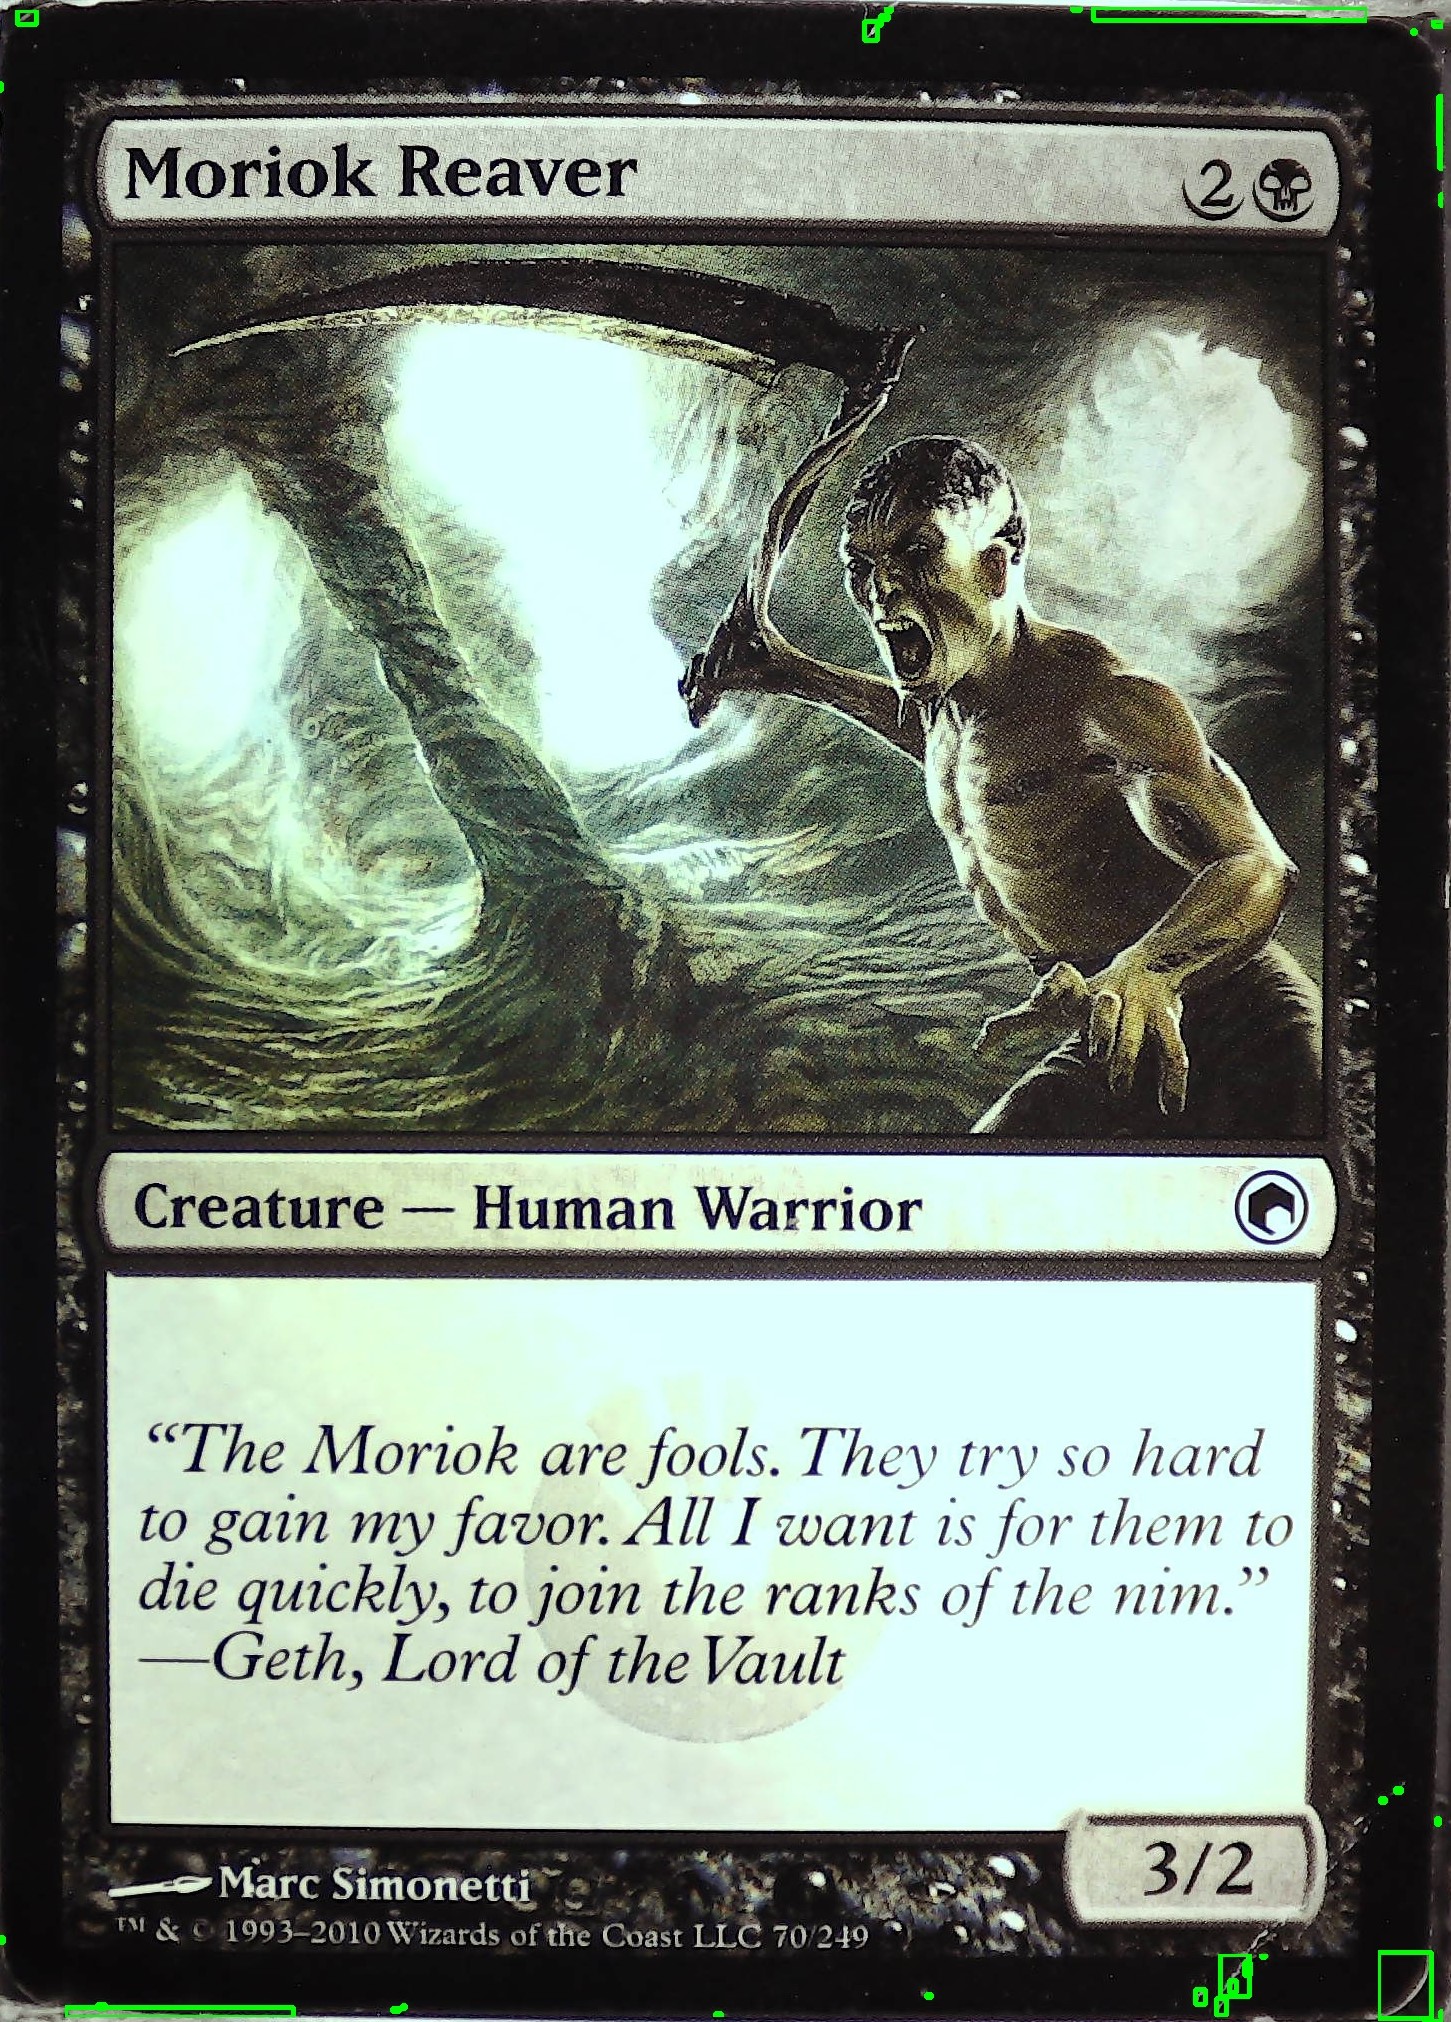 Moriok Reaver
2
Creature — Human Warrior
“The Moriok are fools. They try so hard
to gain my favor. All I want is for them to
die quickly, to join the ranks of the nim.”
—Geth, Lord of the Vault
3/2
Marc Simonetti
™ & © 1993–2010 Wizards of the Coast LLC 70/249